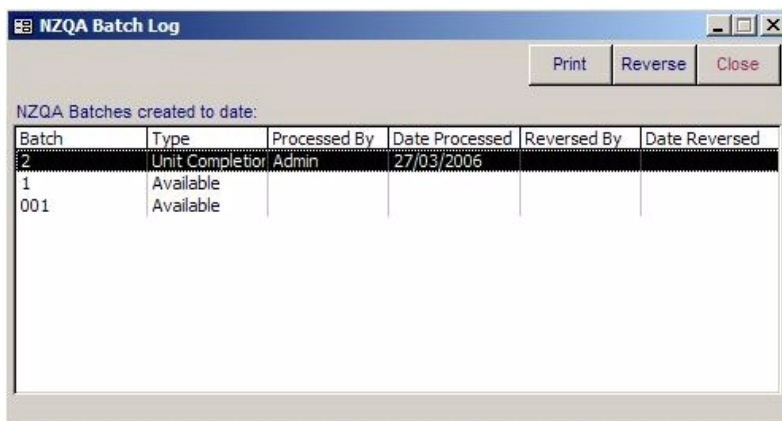 NZQA Batch Log
Print Reverse Close
NZQA Batches created to date:
Batch Type Processed By Date Processed Reversed By Date Reversed
2 Unit Completior Admin 27/03/2006
1 Available
001 Available